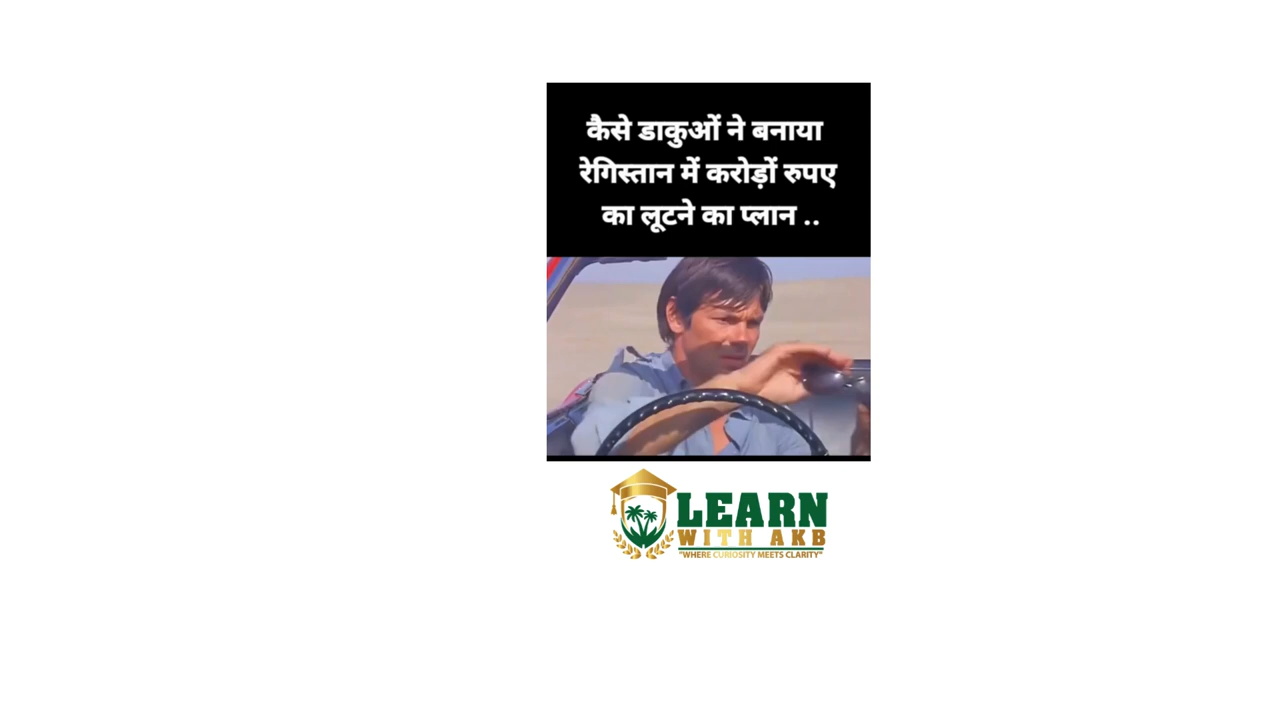 कैसे डाकुओं ने बनाया
रेगिस्तान में करोड़ों रुपए
का लूटने का प्लान ..
LEARN
WITH AKB
"WHERE CURIOSITY MEETS CLARITY"